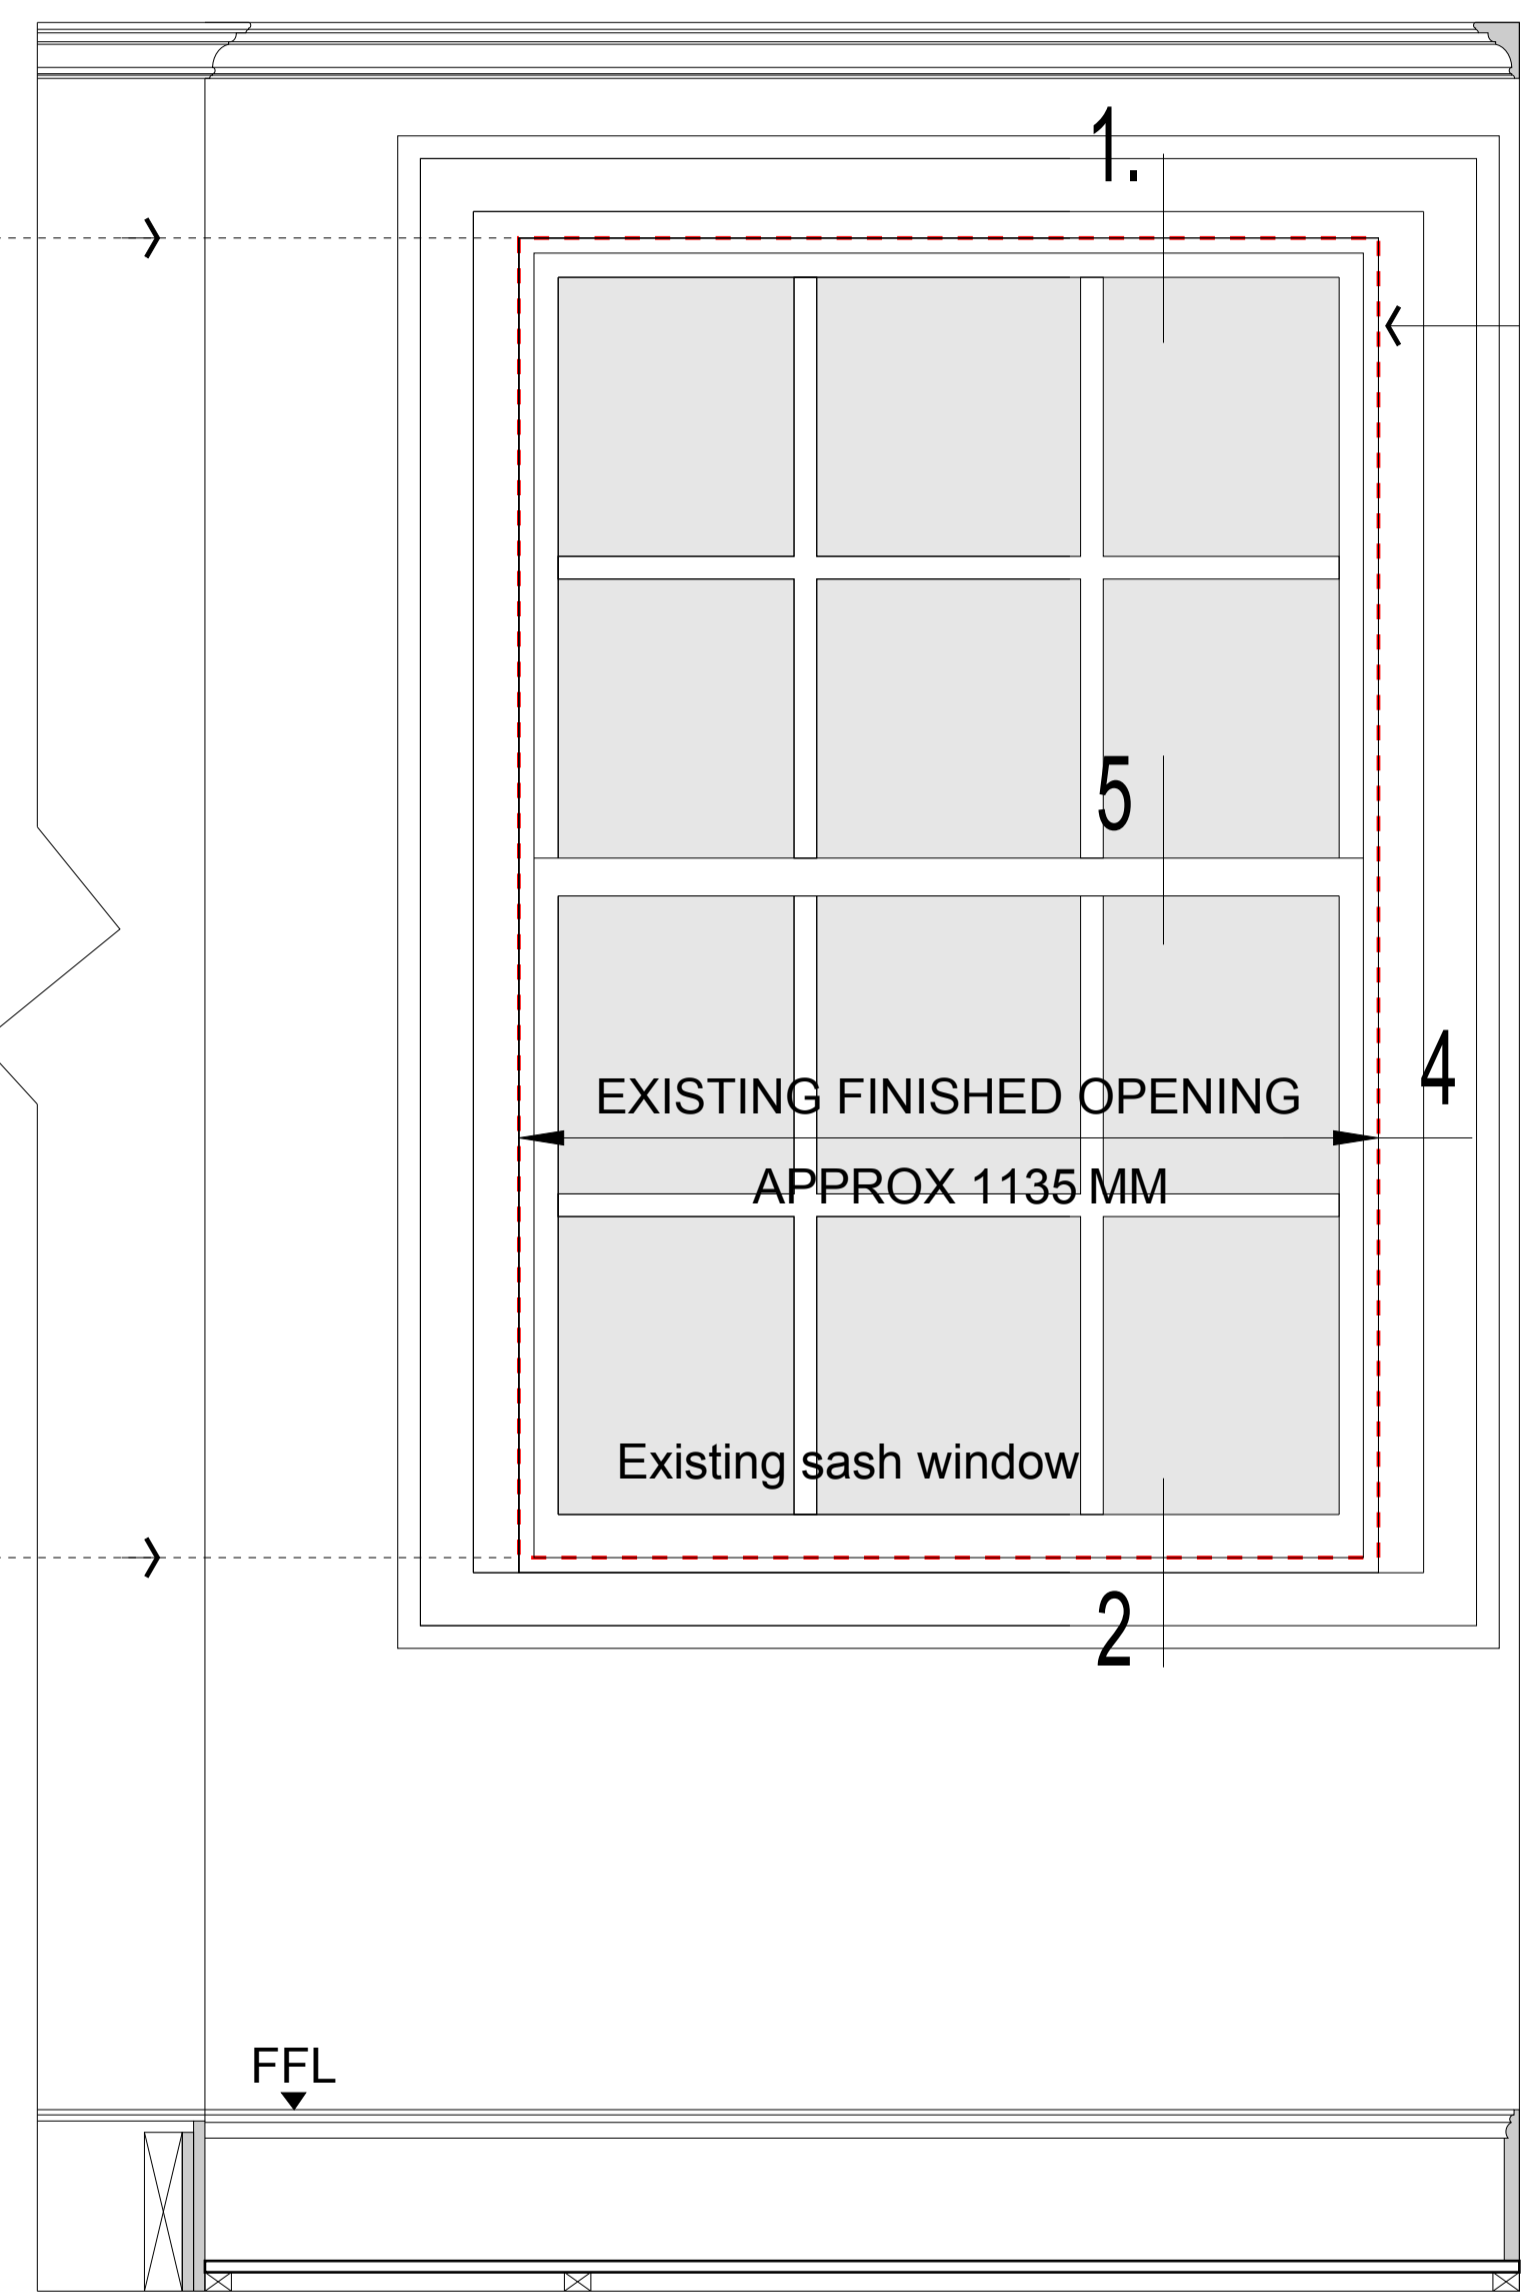 1.
5
4
EXISTING FINISHED OPENING
APPROX 1135 MM
Existing sash window
2
FFL